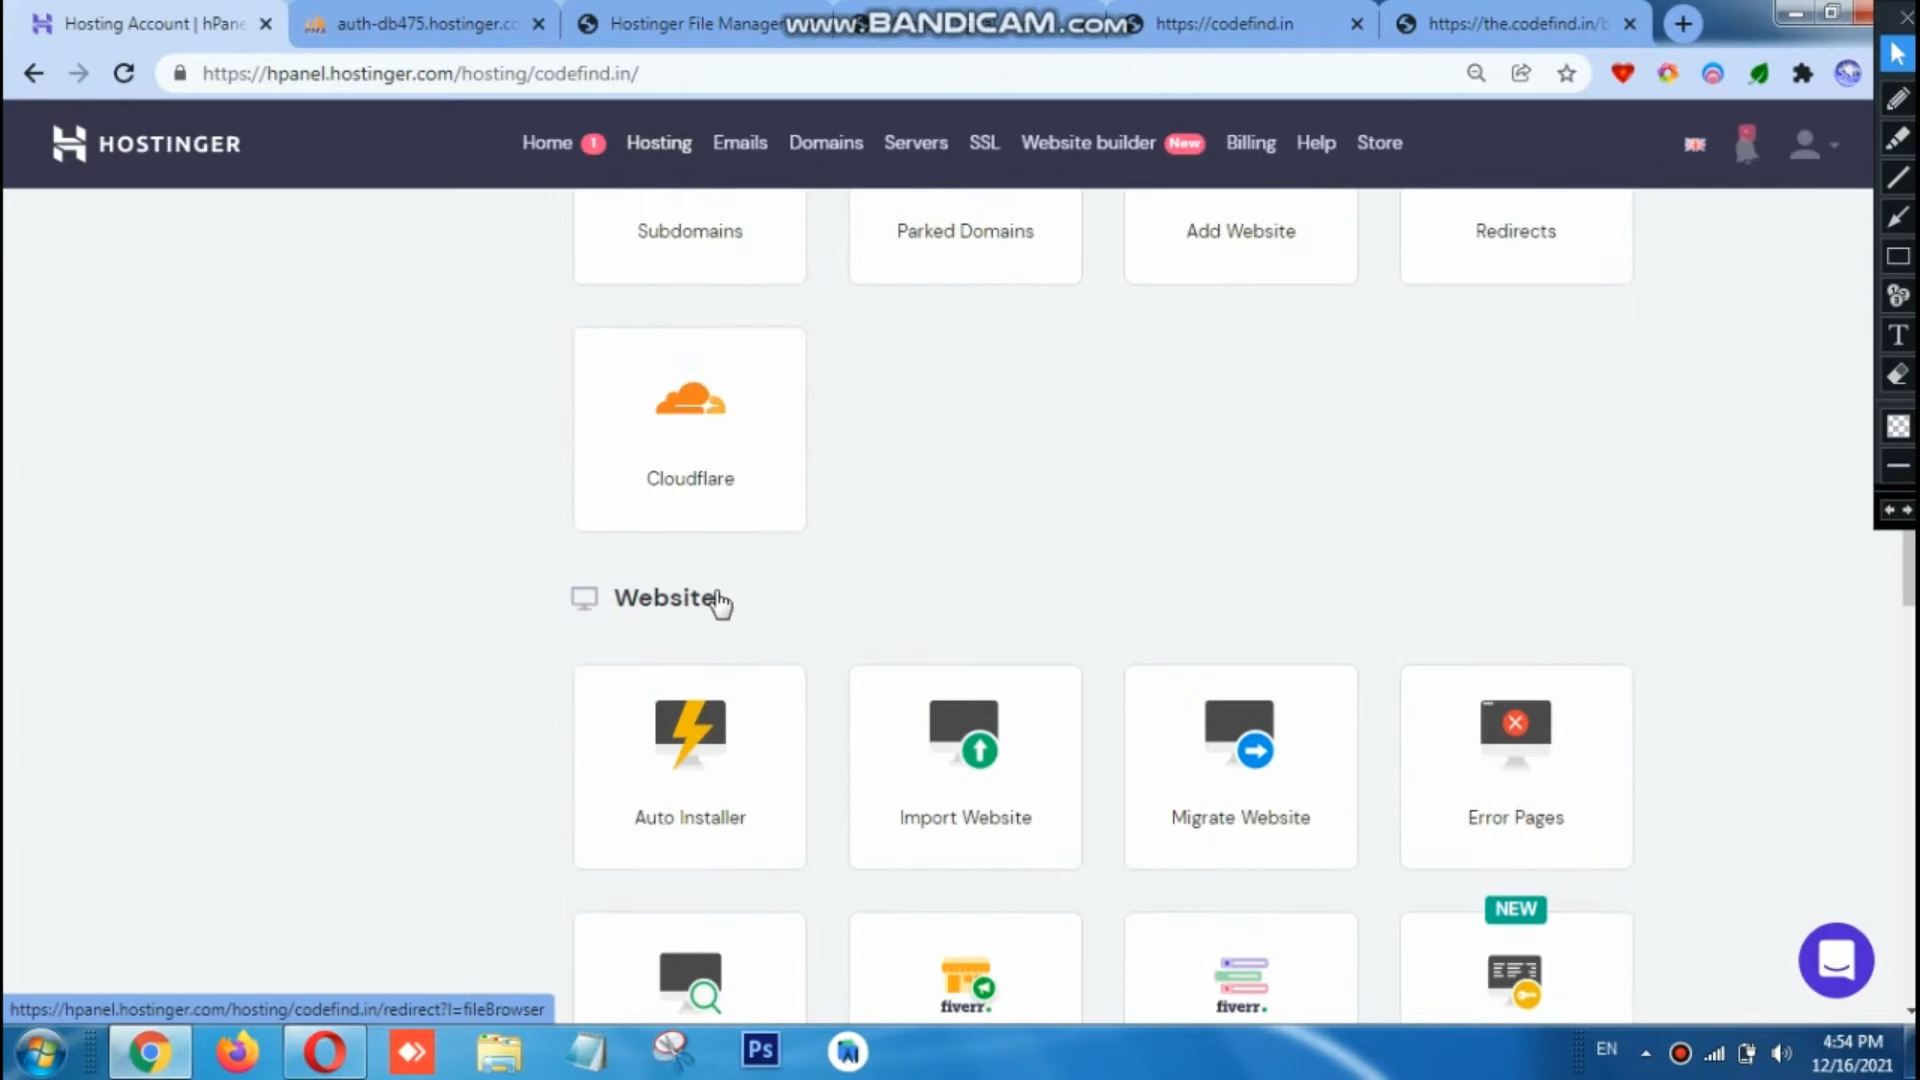 Hosting Account | hPane
auth-db475.hostinger.co
Hostinger File Manager
www.BANDICAM.com
https://codefind.in
https://the.codefind.in/b
https://hpanel.hostinger.com/hosting/codefind.in/
HOSTINGER
Home 1 Hosting Emails Domains Servers SSL Website builder New Billing Help Store
Subdomains Parked Domains Add Website Redirects
Cloudflare
Website
Auto Installer Import Website Migrate Website Error Pages
NEW
fiverr. fiverr.
https://hpanel.hostinger.com/hosting/codefind.in/redirect?l=fileBrowser
Ps
EN
4:54 PM
12/16/2021